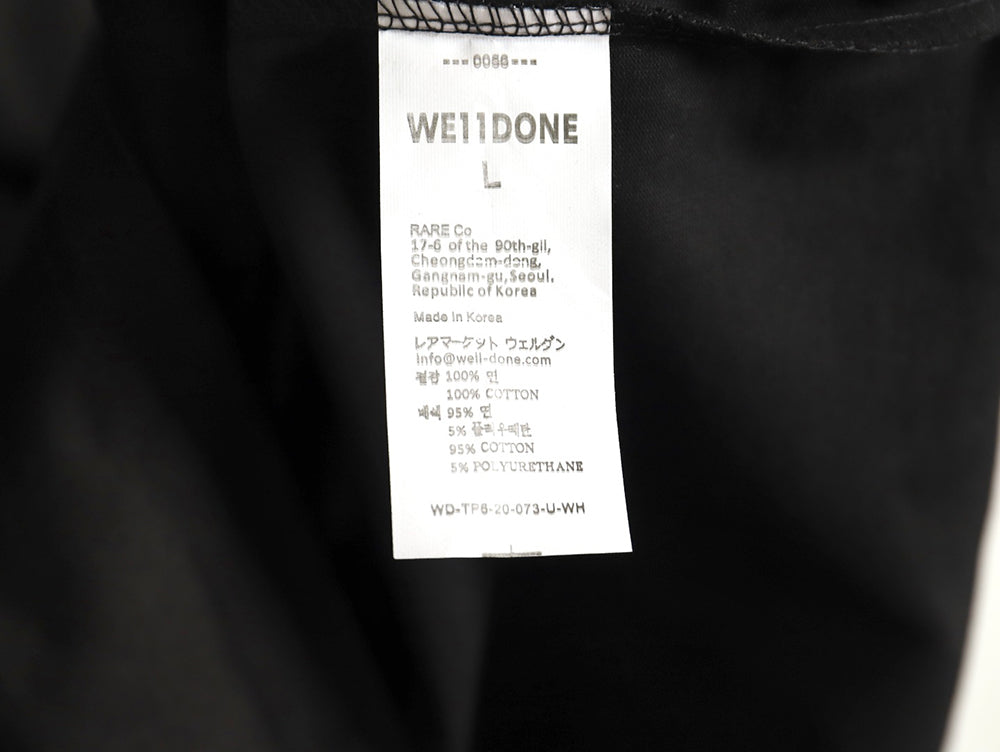 ---0056---
WE11DONE
L
RARE Co
17-6 of the 90th-gil,
Cheongdam-dong,
Gangnam-gu,Seoul.
Republic of Korea
Made in Korea
レアマーケット ウェルダン
info@well-done.com
겉감 100% 면
100% COTTON
배색 95% 면
5% 폴리우레탄
95% COTTON
5% POLYURETHANE
WD-TP6-20-073-U-WH